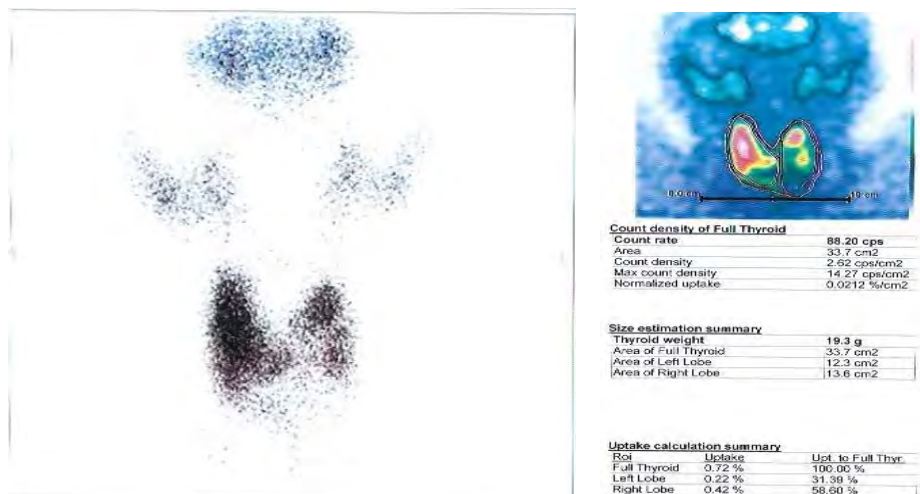 0.0 cm 10 cm
Count density of Full Thyroid
Count rate 88.20 cps
Area 33.7 cm2
Count density 2.62 cps/cm2
Max count density 14.27 cps/cm2
Normalized uptake 0.0212 %/cm2
Size estimation summary
Thyroid weight 19.3 g
Area of Full Thyroid 33.7 cm2
Area of Left Lobe 12.3 cm2
Area of Right Lobe 13.6 cm2
Uptake calculation summary
Roi Uptake Upt. to Full Thyr.
Full Thyroid 0.72 % 100.00 %
Left Lobe 0.22 % 31.39 %
Right Lobe 0.42 % 58.60 %